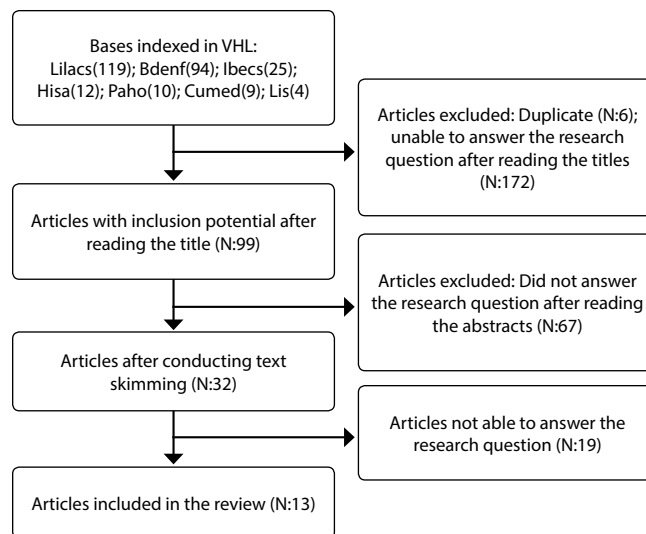 Bases indexed in VHL:
Lilacs(119); Bdenf(94); Ibecs(25);
Hisa(12); Paho(10); Cumed(9); Lis(4)
Articles excluded: Duplicate (N:6);
unable to answer the research
question after reading the titles
(N:172)
Articles with inclusion potential after
reading the title (N:99)
Articles excluded: Did not answer
the research question after reading
the abstracts (N:67)
Articles after conducting text
skimming (N:32)
Articles not able to answer the
research question (N:19)
Articles included in the review (N:13)